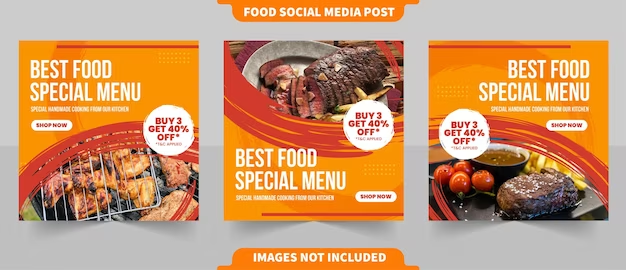 FOOD SOCIAL MEDIA POST
BEST FOOD
SPECIAL MENU
SPECIAL HANDMADE COOKING FROM OUR KITCHEN
SHOP NOW
BUY 3
GET 40%
OFF*
*T&C APPLIED
BUY 3
GET 40%
OFF*
*T&C APPLIED
BEST FOOD
SPECIAL MENU
SPECIAL HANDMADE COOKING FROM OUR KITCHEN
SHOP NOW
BEST FOOD
SPECIAL MENU
SPECIAL HANDMADE COOKING FROM OUR KITCHEN
SHOP NOW
BUY 3
GET 40%
OFF*
*T&C APPLIED
IMAGES NOT INCLUDED